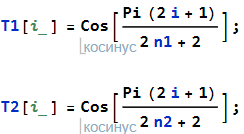 T1[i_] = Cos[Pi (2 i + 1) / 2 n1 + 2];
косинус
T2[i_] = Cos[Pi (2 i + 1) / 2 n2 + 2];
косинус